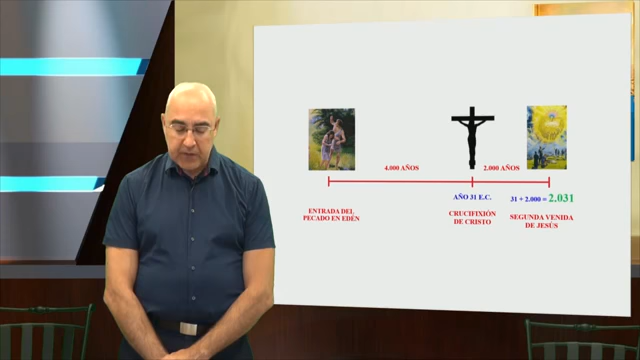 4.000 AÑOS
2.000 AÑOS
AÑO 31 E.C.
31 + 2.000 = 2.031
ENTRADA DEL
PECADO EN EDÉN
CRUCIFIXIÓN
DE CRISTO
SEGUNDA VENIDA
DE JESÚS